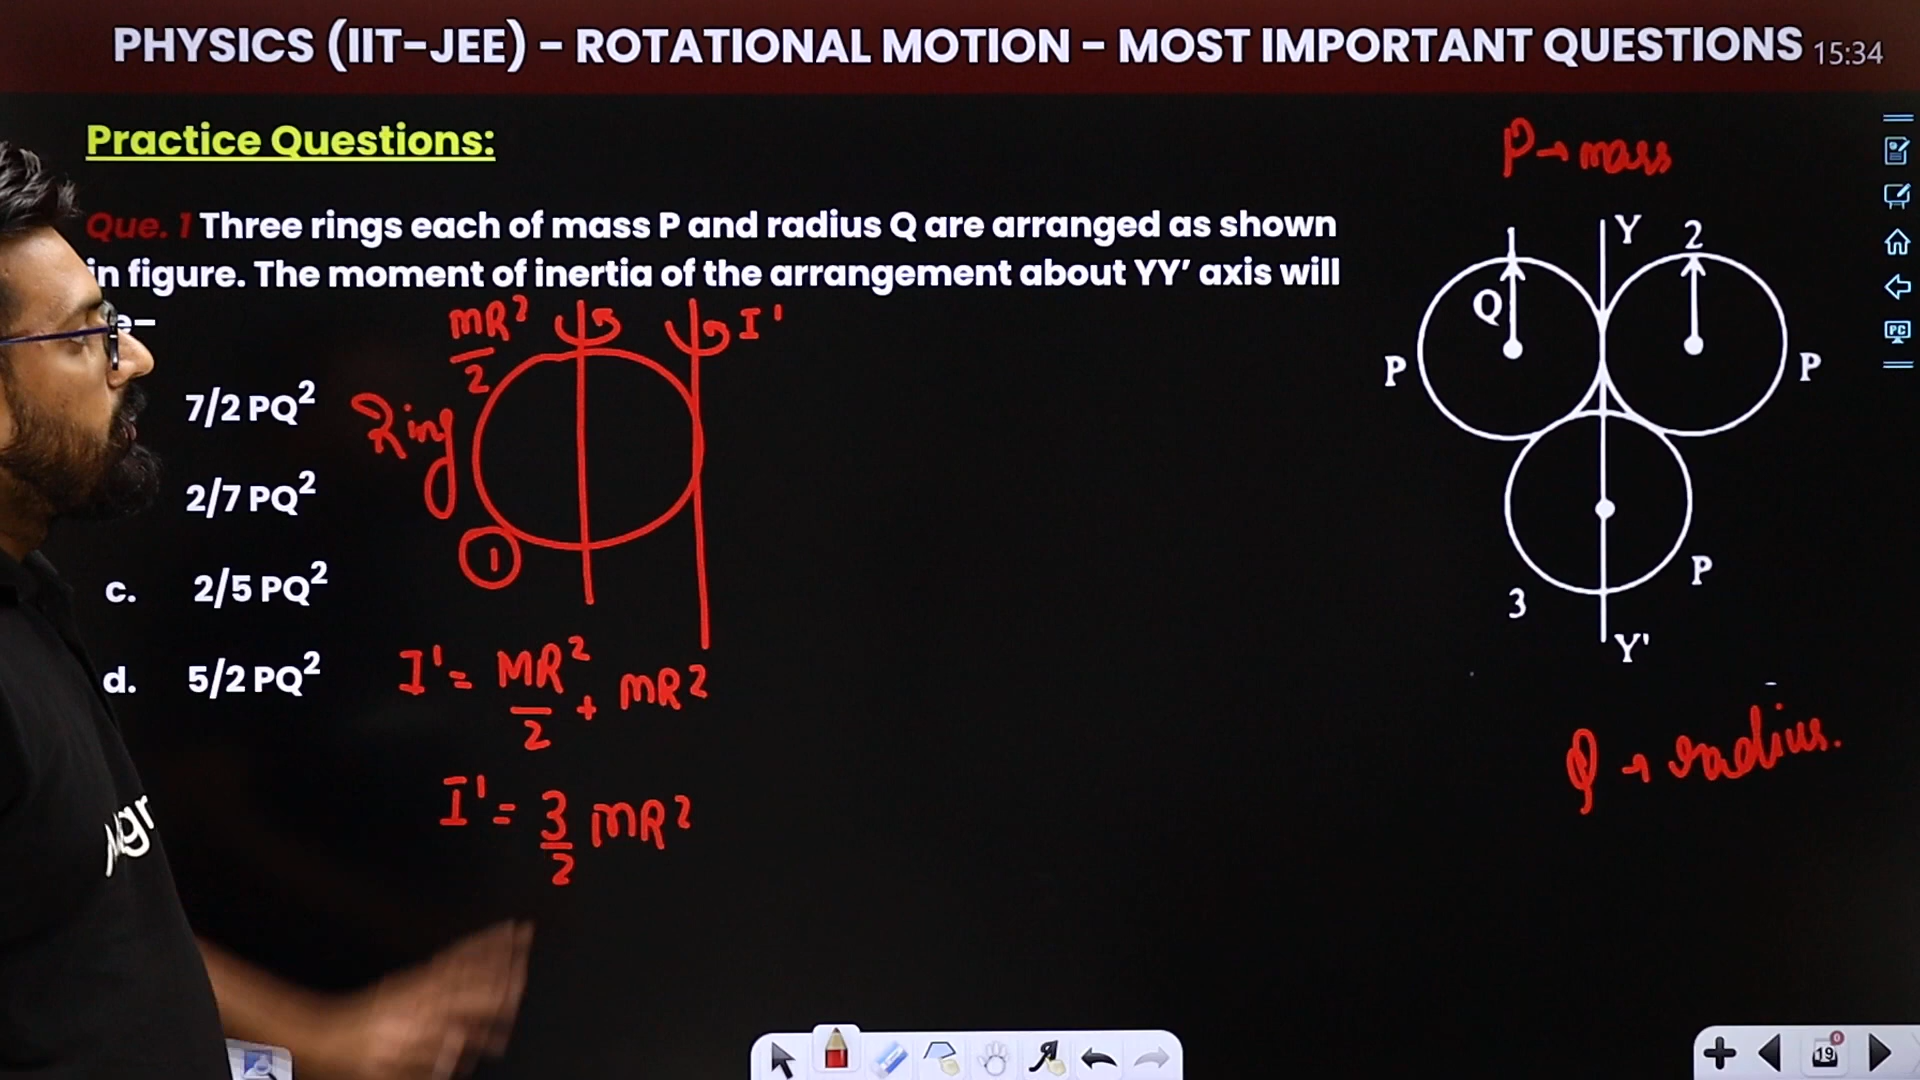 PHYSICS (IIT-JEE) - ROTATIONAL MOTION - MOST IMPORTANT QUESTIONS
15:34
Practice Questions:
Que. 1 Three rings each of mass P and radius Q are arranged as shown
in figure. The moment of inertia of the arrangement about YY' axis will
e-
7/2 PQ²
2/7 PQ²
c. 2/5 PQ²
d. 5/2 PQ²
mR²/2
I'
Ring
1
I' = MR²/2 + mR²
I' = 3/2 mR²
P → mass
1 Y 2
Q
P P
3 P
Y'
Q → radius.
PC
19
0